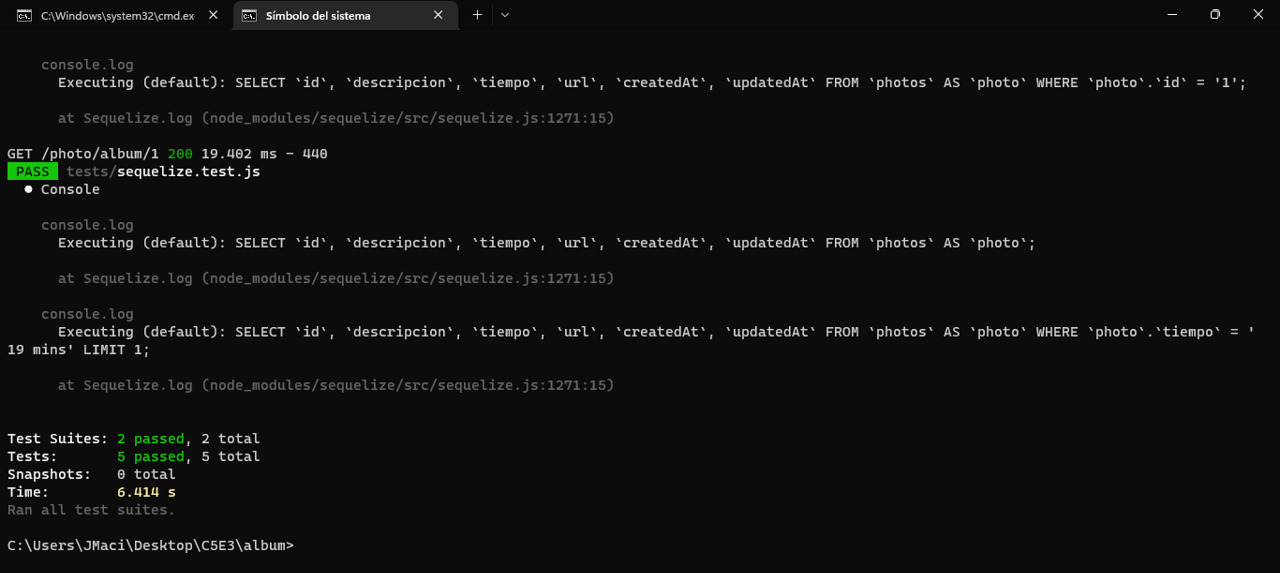 C:\Windows\system32\cmd.ex
Símbolo del sistema
console.log
Executing (default): SELECT `id`, `descripcion`, `tiempo`, `url`, `createdAt`, `updatedAt` FROM `photos` AS `photo` WHERE `photo`.`id` = '1';
at Sequelize.log (node_modules/sequelize/src/sequelize.js:1271:15)
GET /photo/album/1 200 19.402 ms - 440
PASS tests/sequelize.test.js
● Console
console.log
Executing (default): SELECT `id`, `descripcion`, `tiempo`, `url`, `createdAt`, `updatedAt` FROM `photos` AS `photo`;
at Sequelize.log (node_modules/sequelize/src/sequelize.js:1271:15)
console.log
Executing (default): SELECT `id`, `descripcion`, `tiempo`, `url`, `createdAt`, `updatedAt` FROM `photos` AS `photo` WHERE `photo`.`tiempo` = '
19 mins' LIMIT 1;
at Sequelize.log (node_modules/sequelize/src/sequelize.js:1271:15)
Test Suites: 2 passed, 2 total
Tests: 5 passed, 5 total
Snapshots: 0 total
Time: 6.414 s
Ran all test suites.
C:\Users\JMaci\Desktop\C5E3\album>